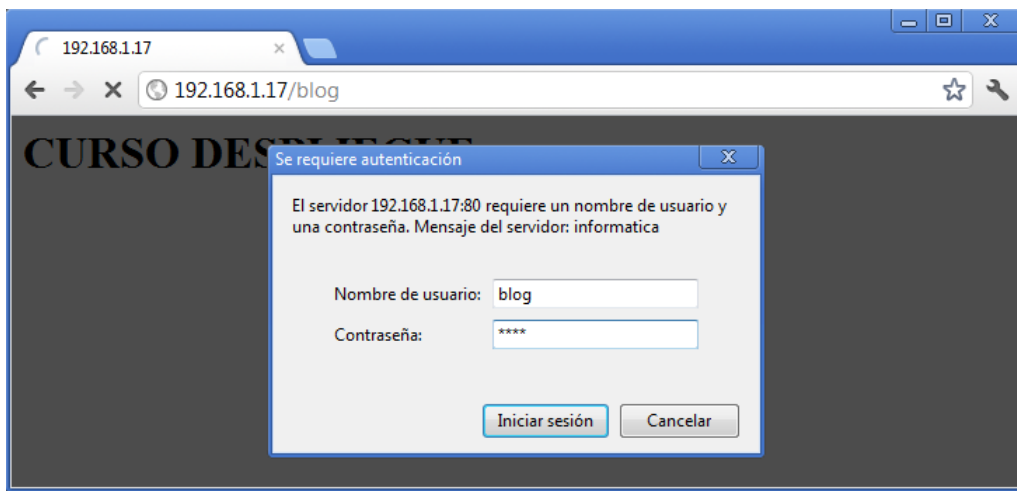 192.168.1.17
192.168.1.17/blog
CURSO DESPLIEGUE
Se requiere autenticación
El servidor 192.168.1.17:80 requiere un nombre de usuario y
una contraseña. Mensaje del servidor: informatica
Nombre de usuario: blog
Contraseña: ****
Iniciar sesión Cancelar